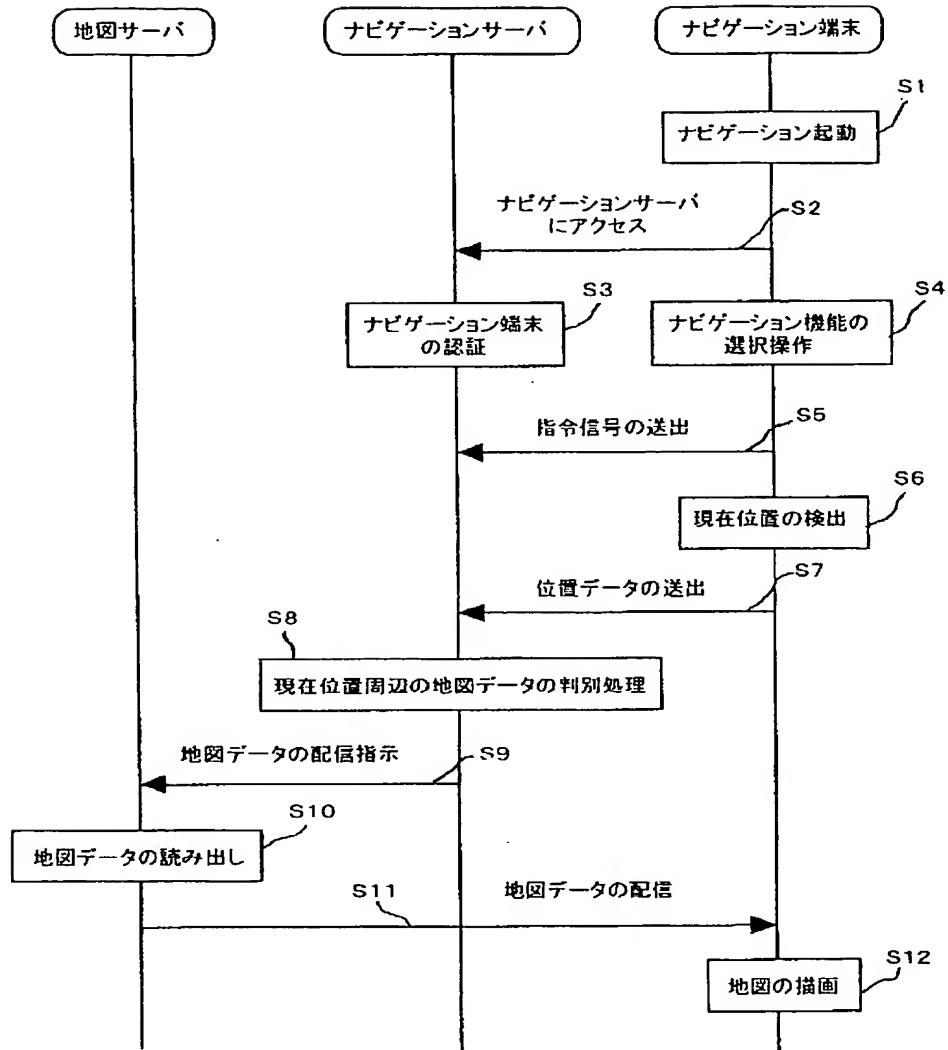 地図サーバ
ナビゲーションサーバ
ナビゲーション端末
S1
ナビゲーション起動
ナビゲーションサーバ
にアクセス
S2
S3
ナビゲーション端末
の認証
S4
ナビゲーション機能の
選択操作
指令信号の送出
S5
S6
現在位置の検出
位置データの送出
S7
S8
現在位置周辺の地図データの判別処理
地図データの配信指示
S9
S10
地図データの読み出し
S11
地図データの配信
S12
地図の描画